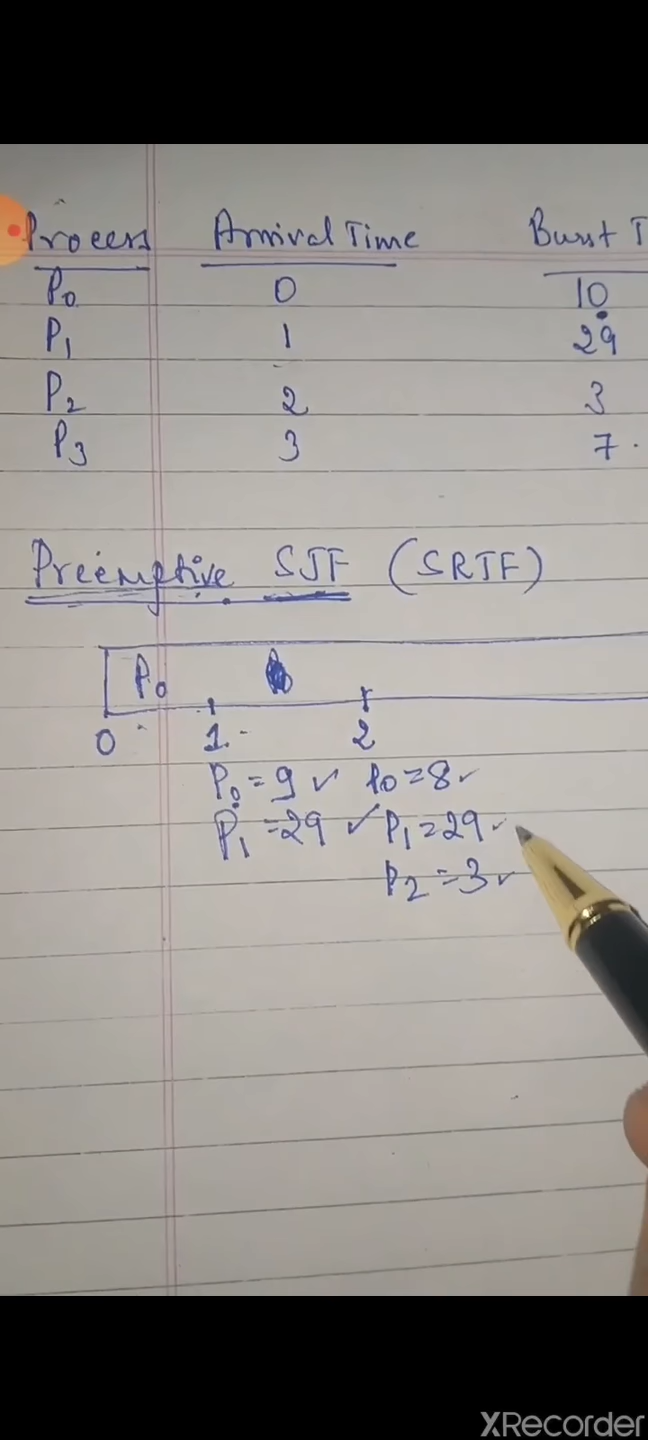 Process Arrival Time Burst T
P0 0 10
P1 1 29
P2 2 3
P3 3 7.
Preemptive SJF (SRTF)
P0
0 1 2
P0 = 9 ✓ P0 = 8 ✓
P1 = 29 ✓ P1 = 29 ✓
P2 = 3 ✓
XRecorder